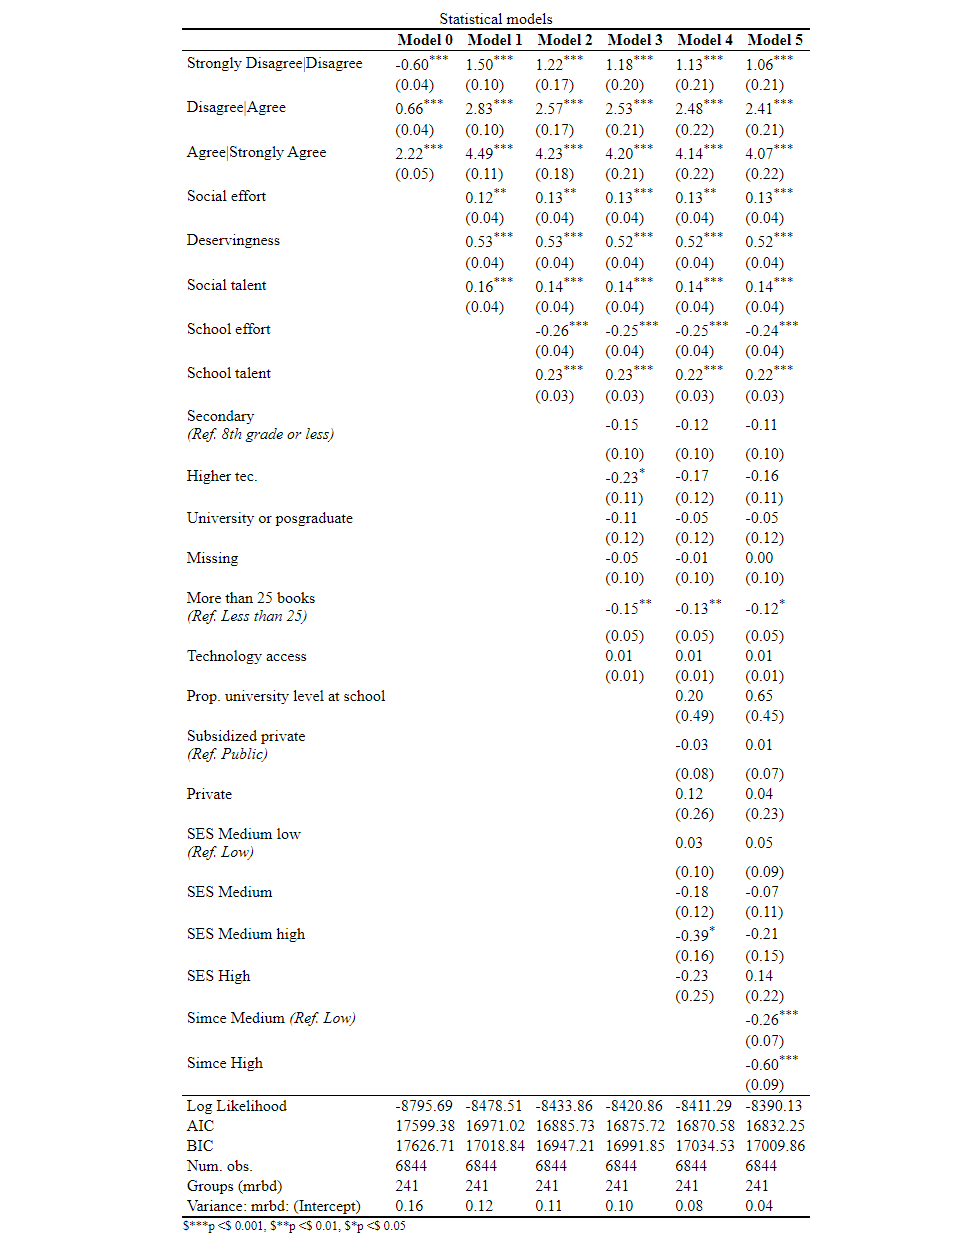 Statistical models
Model 0 Model 1 Model 2 Model 3 Model 4 Model 5
Strongly Disagree|Disagree -0.60*** 1.50*** 1.22*** 1.18*** 1.13*** 1.06***
(0.04) (0.10) (0.17) (0.20) (0.21) (0.21)
Disagree|Agree 0.66*** 2.83*** 2.57*** 2.53*** 2.48*** 2.41***
(0.04) (0.10) (0.17) (0.21) (0.22) (0.21)
Agree|Strongly Agree 2.22*** 4.49*** 4.23*** 4.20*** 4.14*** 4.07***
(0.05) (0.11) (0.18) (0.21) (0.22) (0.22)
Social effort 0.12** 0.13** 0.13*** 0.13** 0.13***
(0.04) (0.04) (0.04) (0.04) (0.04)
Deservingness 0.53*** 0.53*** 0.52*** 0.52*** 0.52***
(0.04) (0.04) (0.04) (0.04) (0.04)
Social talent 0.16*** 0.14*** 0.14*** 0.14*** 0.14***
(0.04) (0.04) (0.04) (0.04) (0.04)
School effort -0.26*** -0.25*** -0.25*** -0.24***
(0.04) (0.04) (0.04) (0.04)
School talent 0.23*** 0.23*** 0.22*** 0.22***
(0.03) (0.03) (0.03) (0.03)
Secondary
(Ref. 8th grade or less) -0.15 -0.12 -0.11
(0.10) (0.10) (0.10)
Higher tec. -0.23* -0.17 -0.16
(0.11) (0.12) (0.11)
University or posgraduate -0.11 -0.05 -0.05
(0.12) (0.12) (0.12)
Missing -0.05 -0.01 0.00
(0.10) (0.10) (0.10)
More than 25 books
(Ref. Less than 25) -0.15** -0.13** -0.12*
(0.05) (0.05) (0.05)
Technology access 0.01 0.01 0.01
(0.01) (0.01) (0.01)
Prop. university level at school 0.20 0.65
(0.49) (0.45)
Subsidized private
(Ref. Public) -0.03 0.01
(0.08) (0.07)
Private 0.12 0.04
(0.26) (0.23)
SES Medium low
(Ref. Low) 0.03 0.05
(0.10) (0.09)
SES Medium -0.18 -0.07
(0.12) (0.11)
SES Medium high -0.39* -0.21
(0.16) (0.15)
SES High -0.23 0.14
(0.25) (0.22)
Simce Medium (Ref. Low) -0.26***
(0.07)
Simce High -0.60***
(0.09)
Log Likelihood -8795.69 -8478.51 -8433.86 -8420.86 -8411.29 -8390.13
AIC 17599.38 16971.02 16885.73 16875.72 16870.58 16832.25
BIC 17626.71 17018.84 16947.21 16991.85 17034.53 17009.86
Num. obs. 6844 6844 6844 6844 6844 6844
Groups (mrbd) 241 241 241 241 241 241
Variance: mrbd: (Intercept) 0.16 0.12 0.11 0.10 0.08 0.04
$***p <$ 0.001, $**p <$ 0.01, $*p <$ 0.05